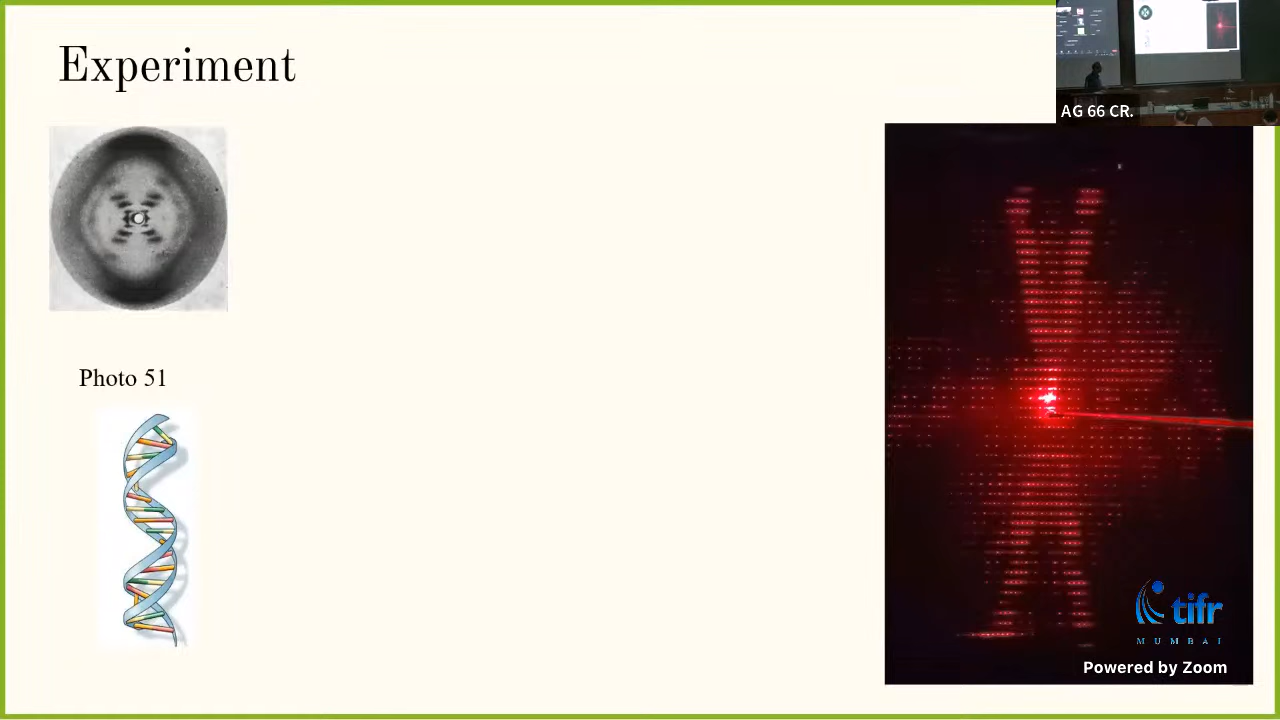 Experiment
AG 66 CR.
Photo 51
tifr
MUMBAI
Powered by Zoom